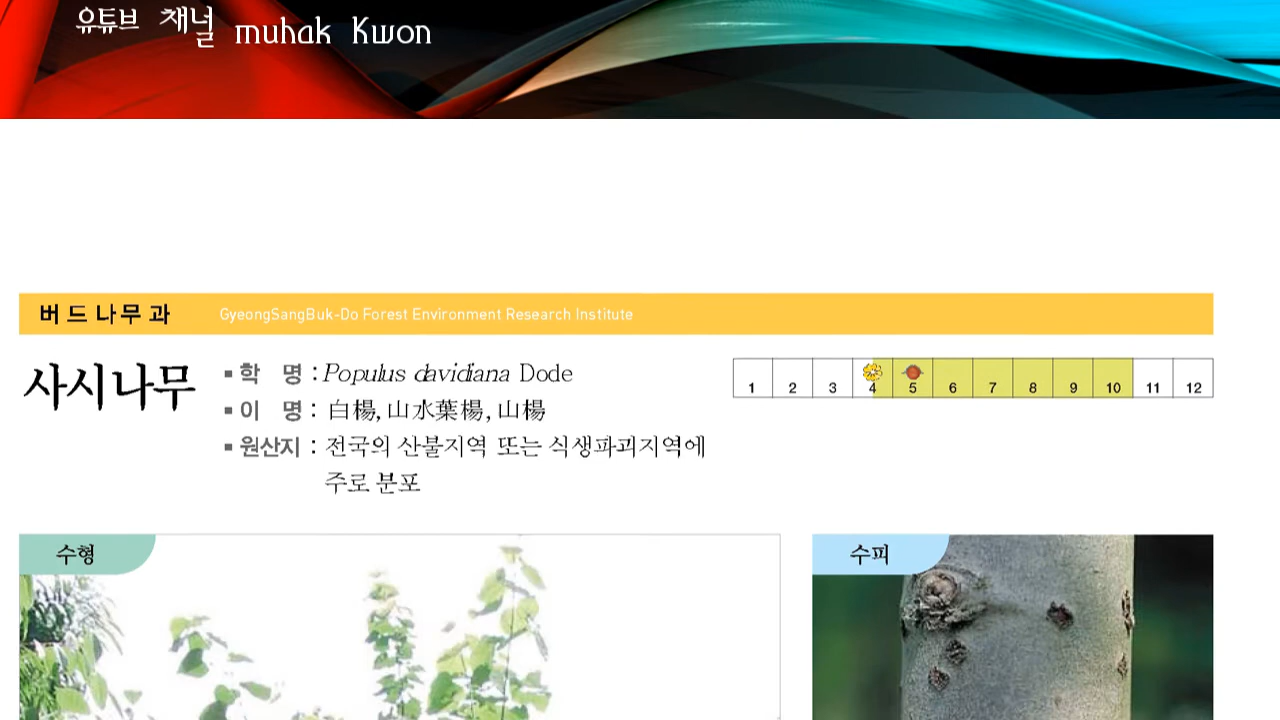 유튜브 채널 muhak Kwon
버드나무과 GyeongSangBuk-Do Forest Environment Research Institute
사시나무
▪ 학 명 : Populus davidiana Dode
▪ 이 명 : 白楊, 山水葉楊, 山楊
▪ 원산지 : 전국의 산불지역 또는 식생파괴지역에
주로 분포
1 2 3 4 5 6 7 8 9 10 11 12
수형
수피